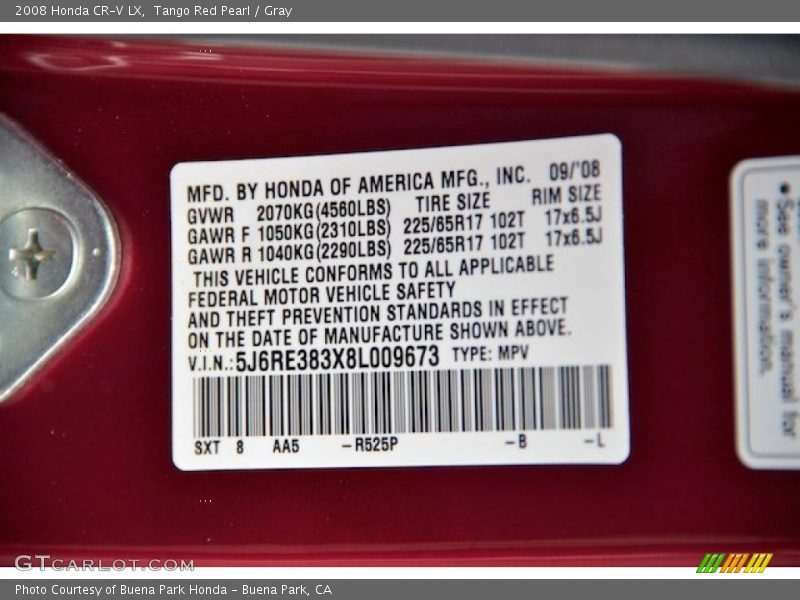 2008 Honda CR-V LX, Tango Red Pearl / Gray
MFD. BY HONDA OF AMERICA MFG., INC. 09/'08
GVWR 2070KG(4560LBS) TIRE SIZE RIM SIZE
GAWR F 1050KG(2310LBS) 225/65R17 102T 17x6.5J
GAWR R 1040KG(2290LBS) 225/65R17 102T 17x6.5J
THIS VEHICLE CONFORMS TO ALL APPLICABLE
FEDERAL MOTOR VEHICLE SAFETY
AND THEFT PREVENTION STANDARDS IN EFFECT
ON THE DATE OF MANUFACTURE SHOWN ABOVE.
V.I.N.:5J6RE383X8L009673 TYPE: MPV
SXT 8 AA5 -R525P -B -L
●See owner's manual for
more information.
GTcarlot.com
Photo Courtesy of Buena Park Honda - Buena Park, CA